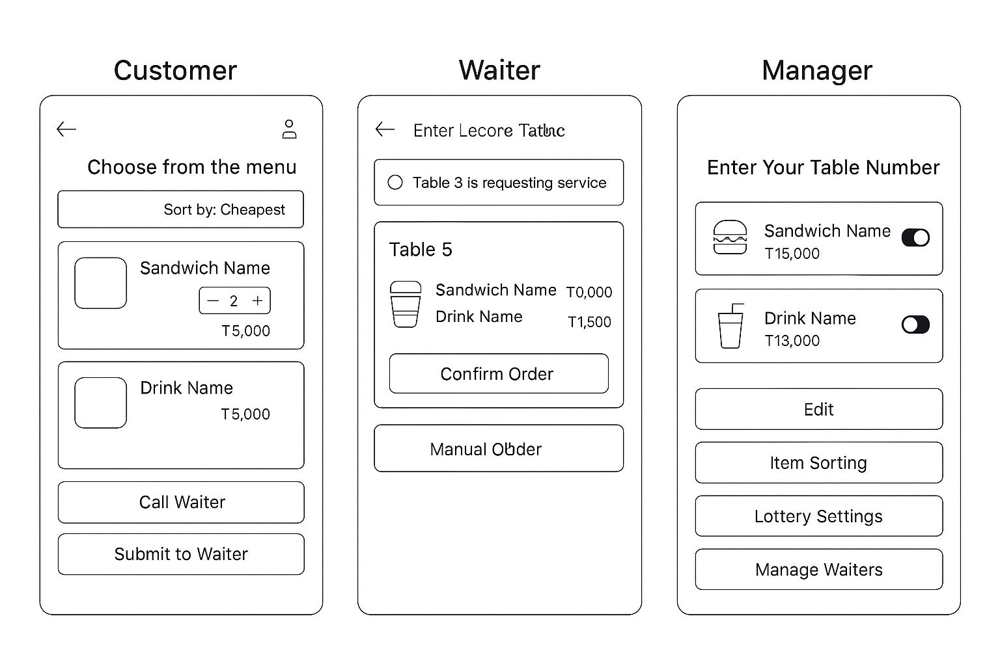 Customer
Choose from the menu
Sort by: Cheapest
Sandwich Name
— 2 +
T5,000
Drink Name
T5,000
Call Waiter
Submit to Waiter
Waiter
Enter Lecore
Table 3 is requesting service
Table 5
Sandwich Name T0,000
Drink Name T1,500
Confirm Order
Manual
Manager
Enter Your Table Number
Sandwich Name
T15,000
Drink Name
T13,000
Edit
Item Sorting
Lottery Settings
Manage Waiters